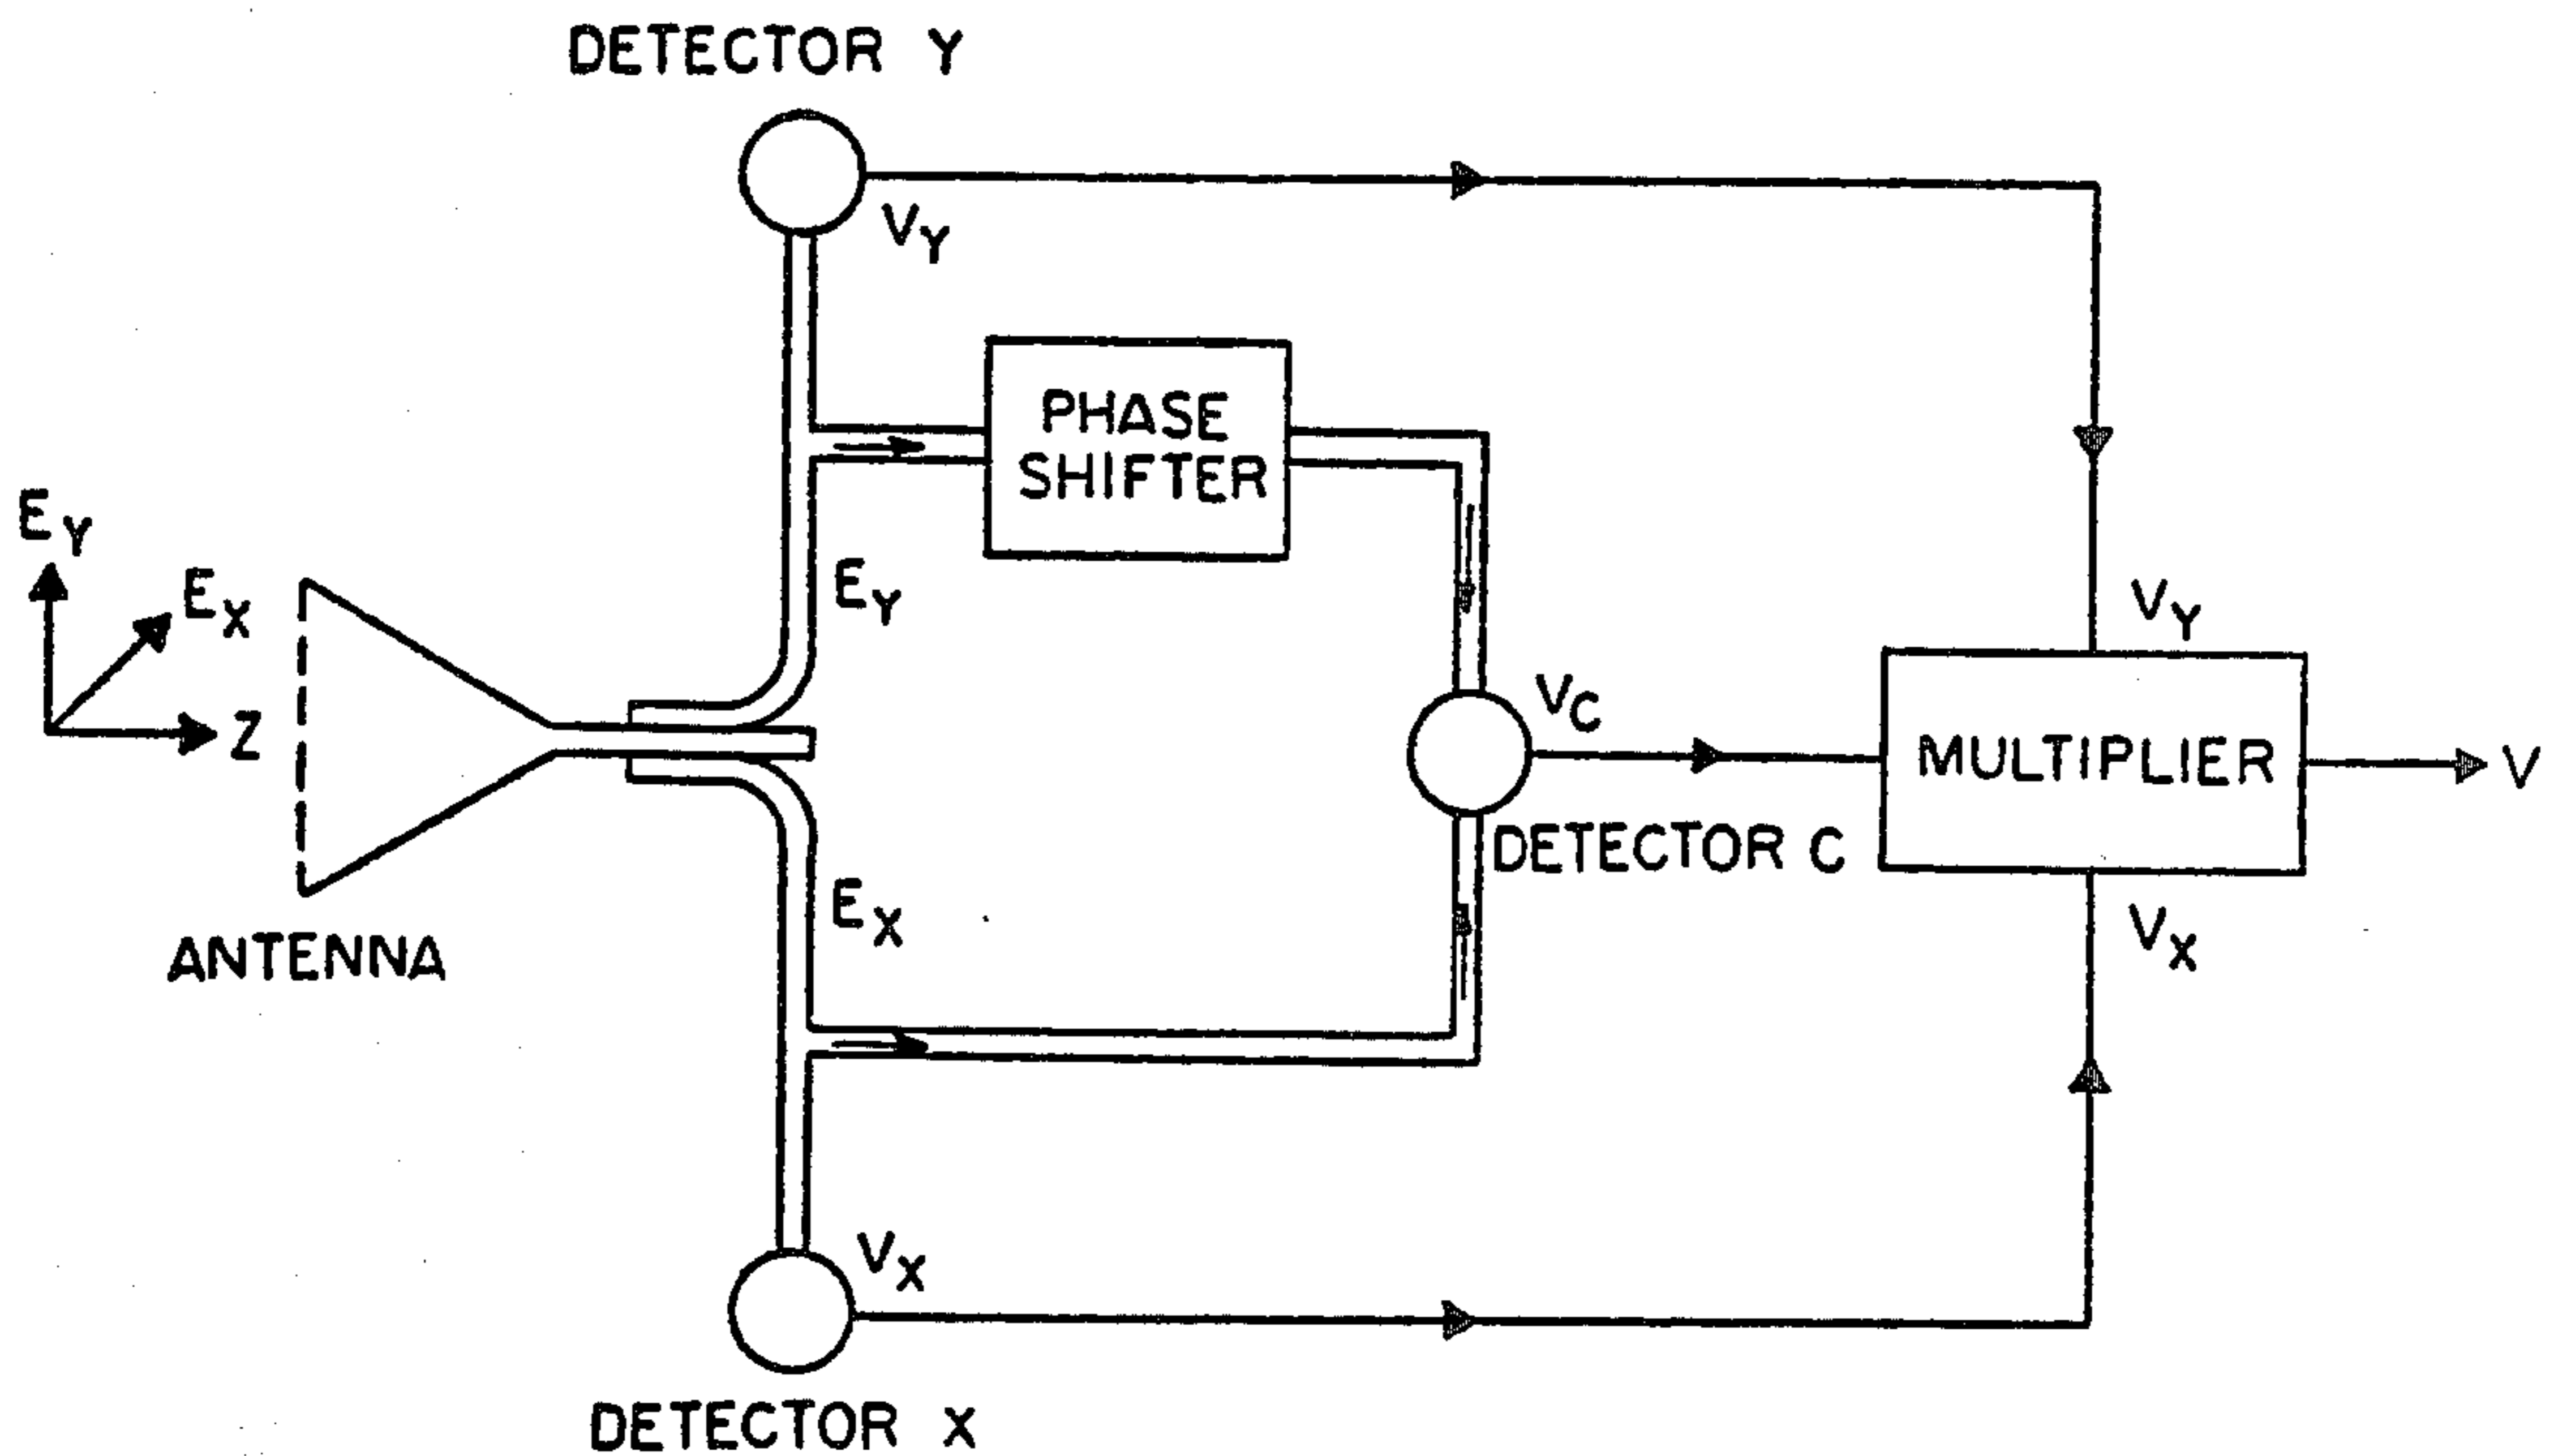 DETECTOR Y
V_Y
PHASE
SHIFTER
E_Y
E_X
E_Y
Z
V_Y
V_C
MULTIPLIER
V
DETECTOR C
E_X
V_X
ANTENNA
V_X
DETECTOR X